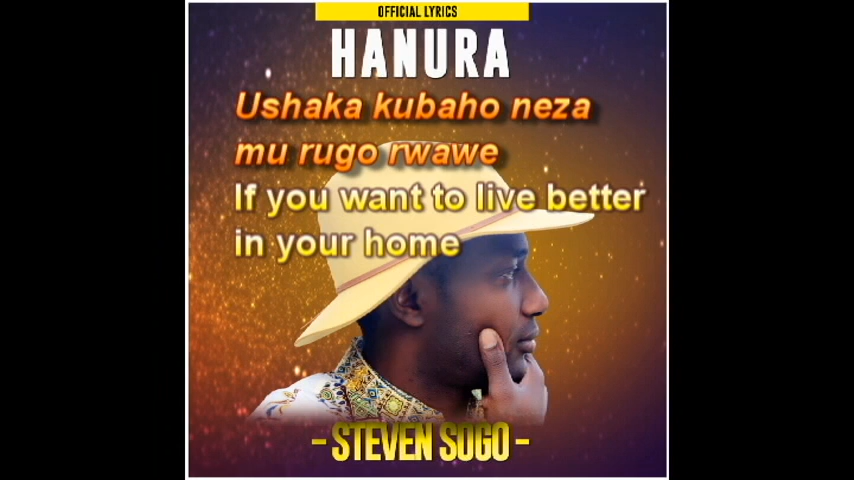 OFFICIAL LYRICS
HANURA
Ushaka kubaho neza
mu rugo rwawe
If you want to live better
in your home
- STEVEN SOGO -